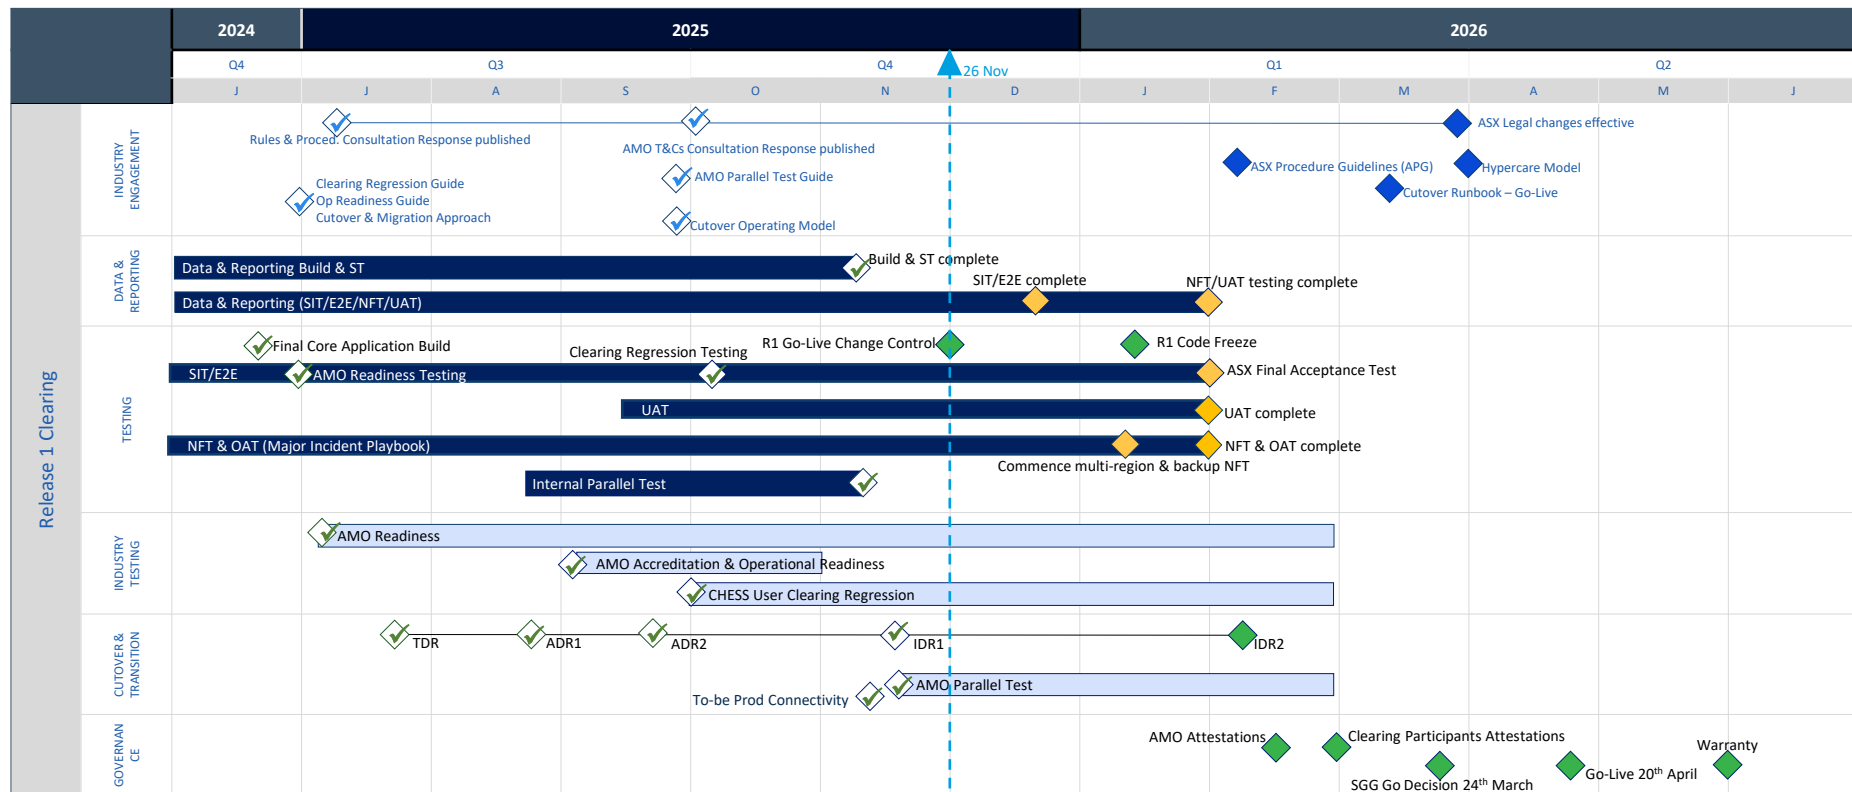 2024
2025
2026
Q4
Q3
Q4
Q1
Q2
26 Nov
J
J
A
S
O
N
D
J
F
M
A
M
J
Release 1 Clearing
INDUSTRY
ENGAGEMENT
Rules & Proced. Consultation Response published
AMO T&Cs Consultation Response published
ASX Legal changes effective
Clearing Regression Guide
Op Readiness Guide
Cutover & Migration Approach
AMO Parallel Test Guide
Cutover Operating Model
ASX Procedure Guidelines (APG)
Hypercare Model
Cutover Runbook – Go-Live
DATA &
REPORTING
Data & Reporting Build & ST
Build & ST complete
Data & Reporting (SIT/E2E/NFT/UAT)
SIT/E2E complete
NFT/UAT testing complete
TESTING
Final Core Application Build
R1 Go-Live Change Control
R1 Code Freeze
SIT/E2E
AMO Readiness Testing
Clearing Regression Testing
ASX Final Acceptance Test
UAT
UAT complete
NFT & OAT (Major Incident Playbook)
NFT & OAT complete
Commence multi-region & backup NFT
Internal Parallel Test
INDUSTRY
TESTING
AMO Readiness
AMO Accreditation & Operational Readiness
CHESS User Clearing Regression
CUTOVER &
TRANSITION
TDR
ADR1
ADR2
IDR1
IDR2
To-be Prod Connectivity
AMO Parallel Test
GOVERNAN
CE
AMO Attestations
Clearing Participants Attestations
SGG Go Decision 24th March
Go-Live 20th April
Warranty